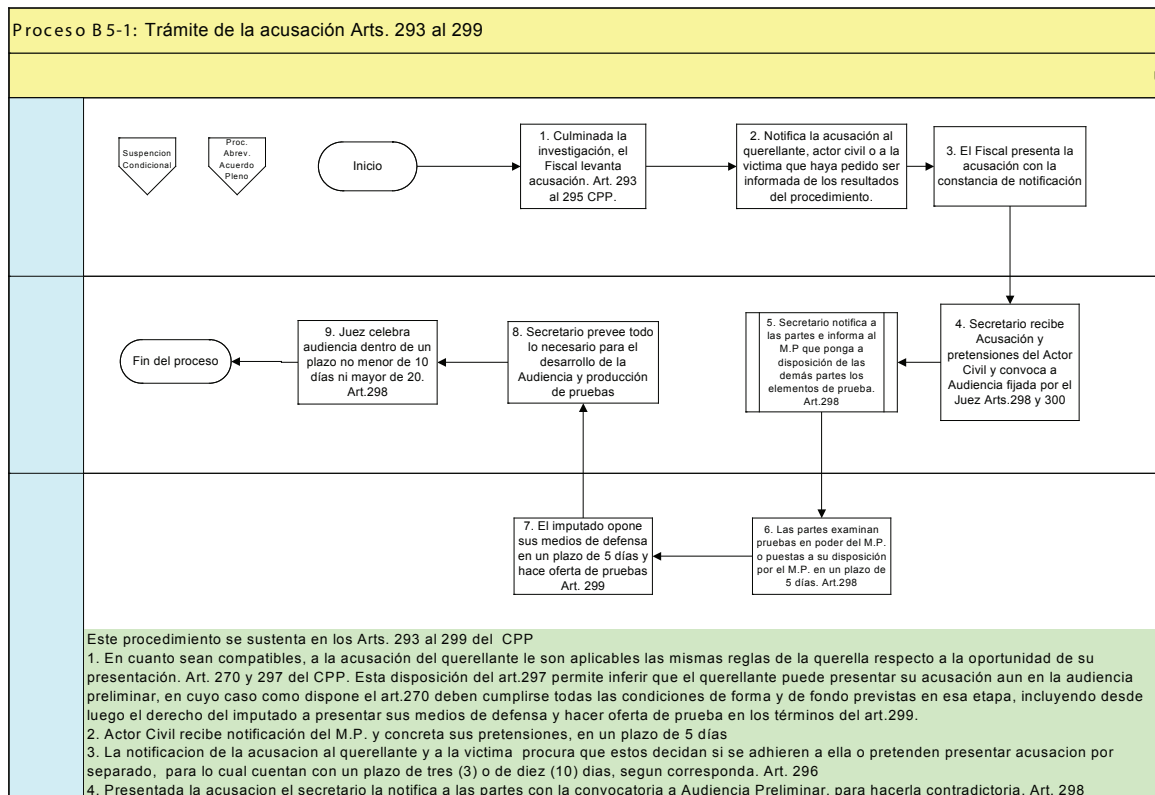 Proceso B5-1: Trámite de la acusación Arts. 293 al 299
Suspencion
Condicional
Proc.
Abrev.
Acuerdo
Pleno
Inicio
1. Culminada la
investigación, el
Fiscal levanta
acusación. Art. 293
al 295 CPP.
2. Notifica la acusación al
querellante, actor civil o a la
victima que haya pedido ser
informada de los resultados
del procedimiento.
3. El Fiscal presenta la
acusación con la
constancia de notificación
Fin del proceso
9. Juez celebra
audiencia dentro de un
plazo no menor de 10
días ni mayor de 20.
Art.298
8. Secretario prevee todo
lo necesario para el
desarrollo de la
Audiencia y producción
de pruebas
5. Secretario notifica a
las partes e informa al
M.P que ponga a
disposición de las
demás partes los
elementos de prueba.
Art.298
4. Secretario recibe
Acusación y
pretensiones del Actor
Civil y convoca a
Audiencia fijada por el
Juez Arts.298 y 300
7. El imputado opone
sus medios de defensa
en un plazo de 5 días y
hace oferta de pruebas
Art. 299
6. Las partes examinan
pruebas en poder del M.P.
o puestas a su disposición
por el M.P. en un plazo de
5 días. Art.298
Este procedimiento se sustenta en los Arts. 293 al 299 del CPP
1. En cuanto sean compatibles, a la acusación del querellante le son aplicables las mismas reglas de la querella respecto a la oportunidad de su
presentación. Art. 270 y 297 del CPP. Esta disposición del art.297 permite inferir que el querellante puede presentar su acusación aun en la audiencia
preliminar, en cuyo caso como dispone el art.270 deben cumplirse todas las condiciones de forma y de fondo previstas en esa etapa, incluyendo desde
luego el derecho del imputado a presentar sus medios de defensa y hacer oferta de prueba en los términos del art.299.
2. Actor Civil recibe notificación del M.P. y concreta sus pretensiones, en un plazo de 5 días
3. La notificacion de la acusacion al querellante y a la victima procura que estos decidan si se adhieren a ella o pretenden presentar acusacion por
separado, para lo cual cuentan con un plazo de tres (3) o de diez (10) dias, segun corresponda. Art. 296
4. Presentada la acusacion el secretario la notifica a las partes con la convocatoria a Audiencia Preliminar, para hacerla contradictoria. Art. 298